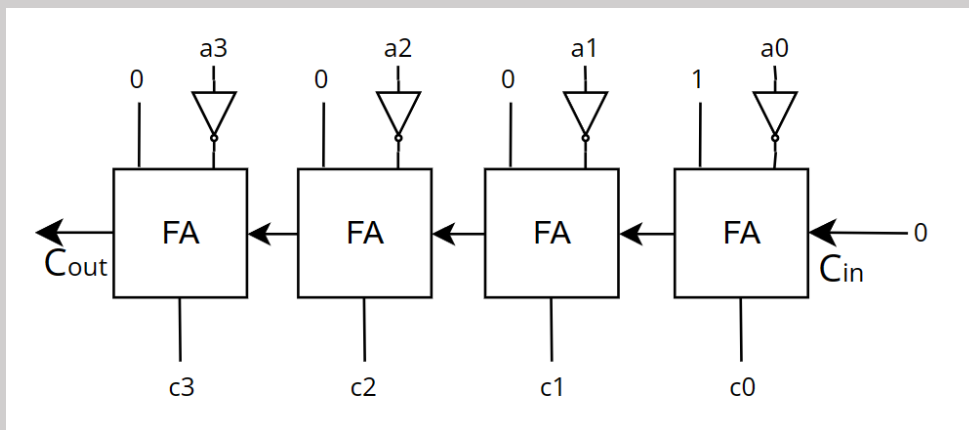 a3 a2 a1 a0
0 0 0 1
FA FA FA FA 0
Cout Cin
c3 c2 c1 c0